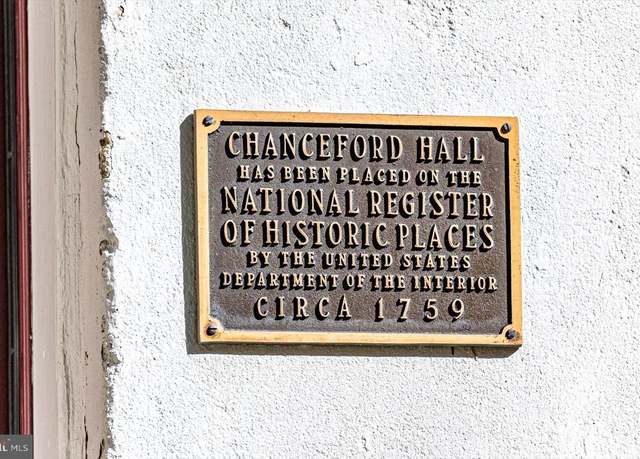 CHANCEFORD HALL
HAS BEEN PLACED ON THE
NATIONAL REGISTER
OF HISTORIC PLACES
BY THE UNITED STATES
DEPARTMENT OF THE INTERIOR
CIRCA 1759
MLS